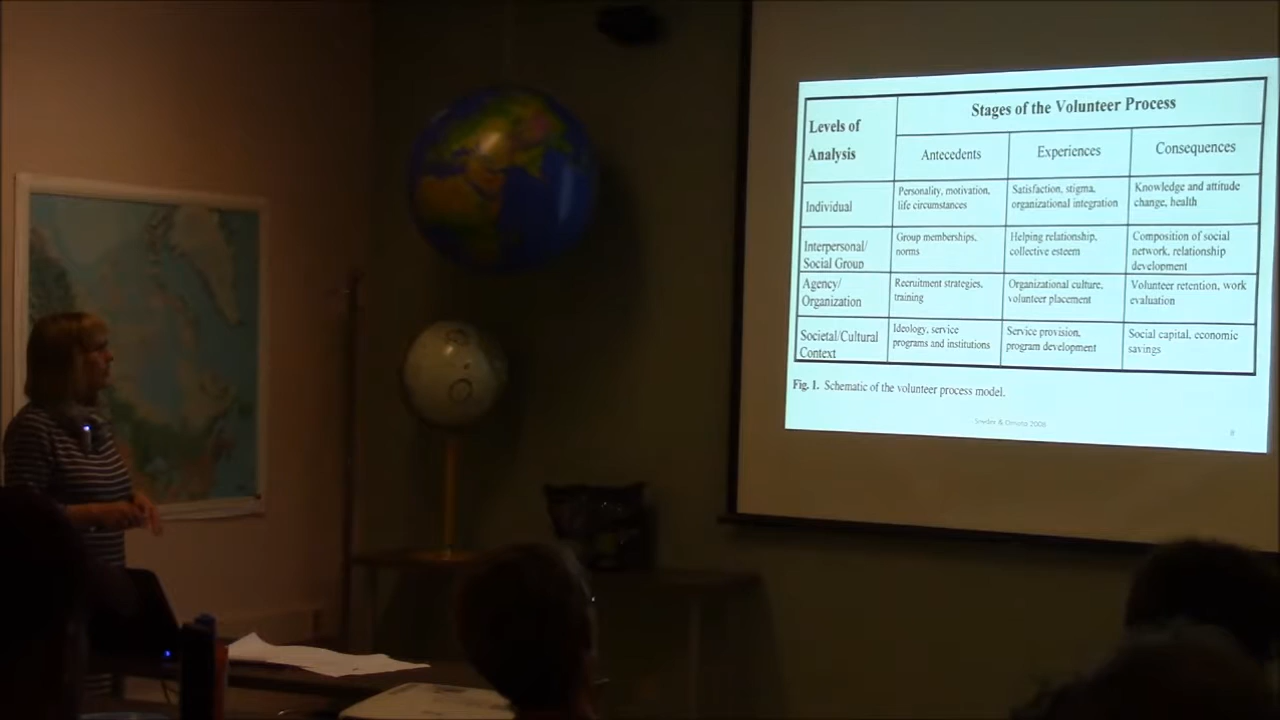 Levels of
Analysis
Stages of the Volunteer Process
Antecedents
Experiences
Consequences
Individual
Personality, motivation,
life circumstances
Satisfaction, stigma,
organizational integration
Knowledge and attitude
change, health
Interpersonal/
Social Group
Group memberships,
norms
Helping relationship,
collective esteem
Composition of social
network, relationship
development
Agency/
Organization
Recruitment strategies,
training
Organizational culture,
volunteer placement
Volunteer retention, work
evaluation
Societal/Cultural
Context
Ideology, service
programs and institutions
Service provision,
program development
Social capital, economic
savings
Fig. 1. Schematic of the volunteer process model.
& Omoto 2008